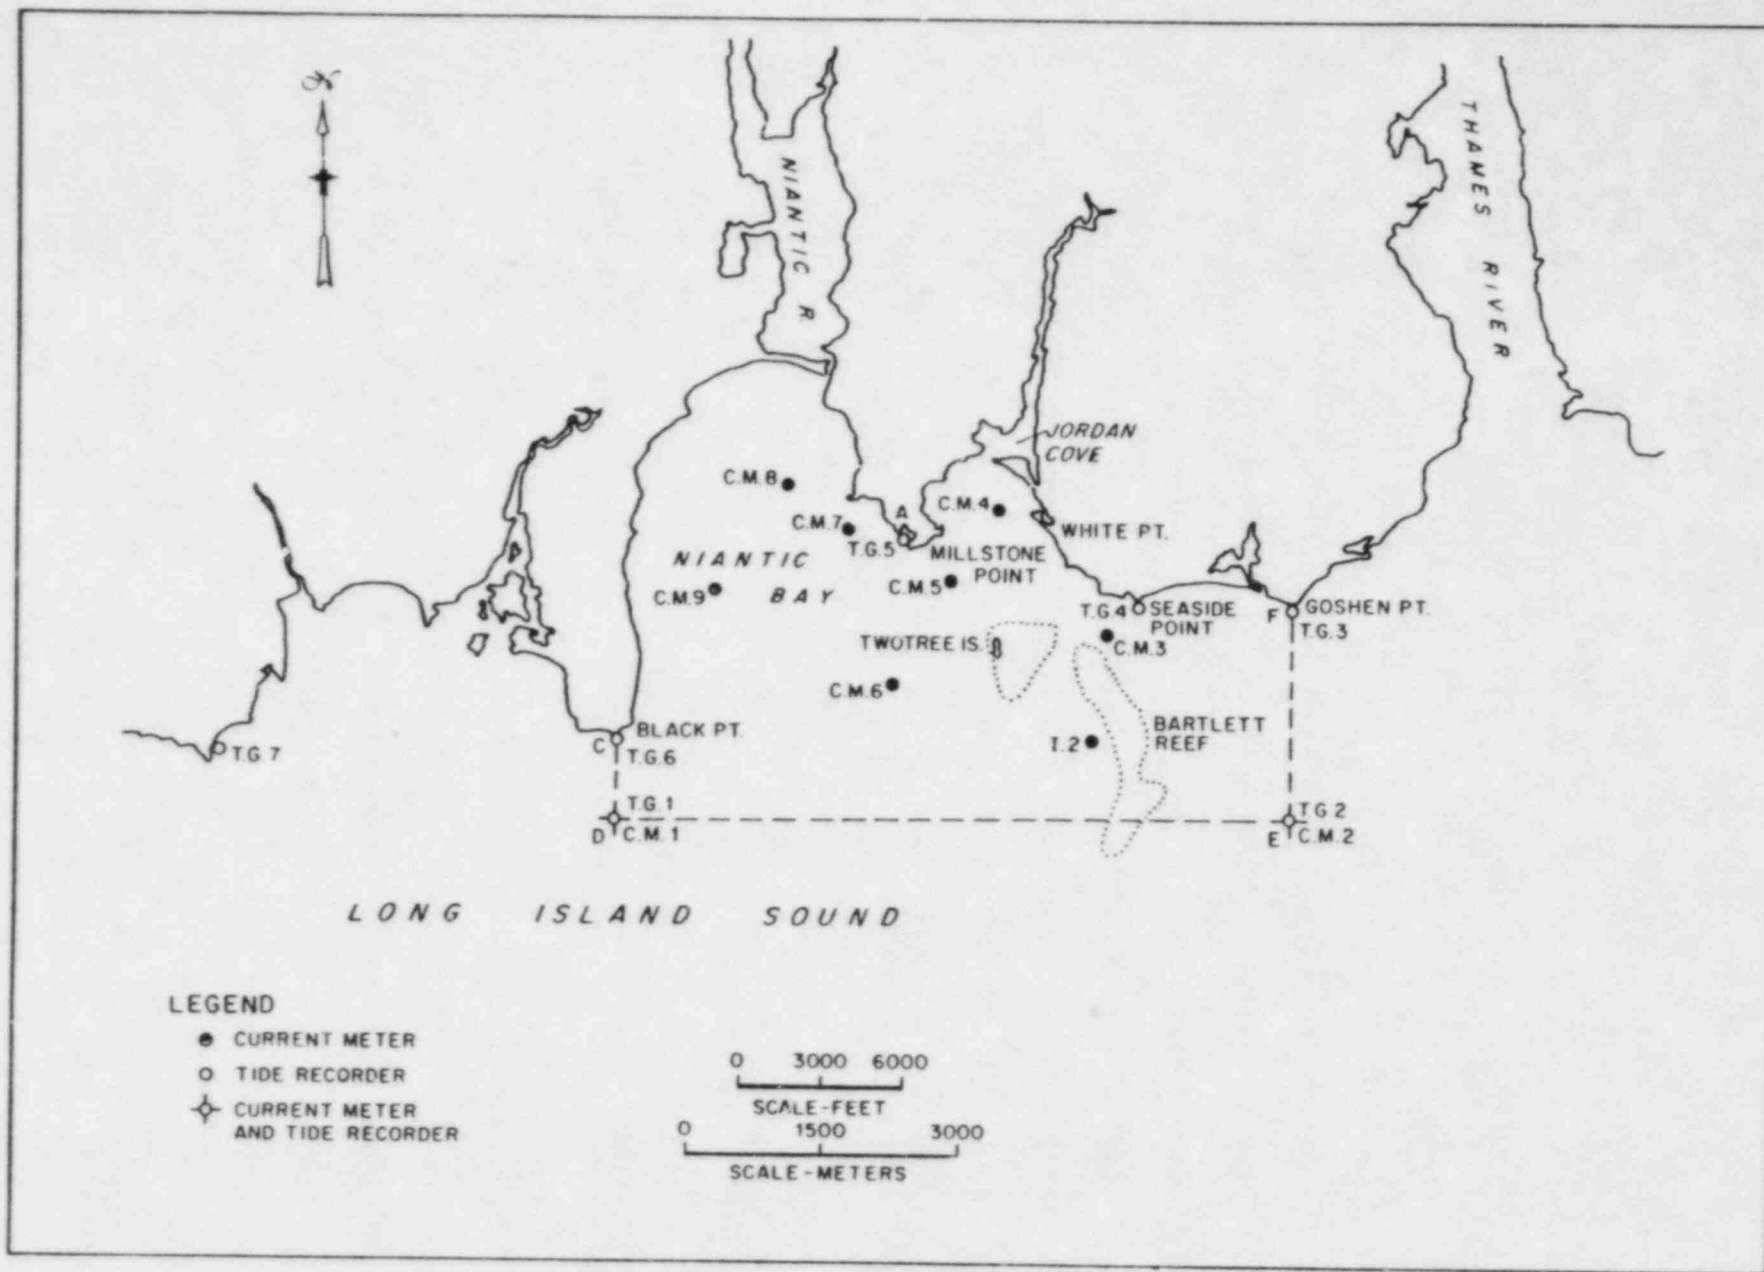 N
NIANTIC R.
THAMES RIVER
JORDAN
COVE
C.M.8
C.M.7
A
T.G.5
C.M.4
WHITE PT.
MILLSTONE
POINT
NIANTIC
BAY
C.M.9
C.M.5
T.G.4
SEASIDE
POINT
F
GOSHEN PT.
T.G.3
C.M.3
TWOTREE IS.
C.M.6
BARTLETT
REEF
I.2
BLACK PT.
C
T.G.6
T.G.7
T.G.1
D
C.M.1
T.G.2
E
C.M.2
LONG ISLAND SOUND
LEGEND
CURRENT METER
TIDE RECORDER
CURRENT METER
AND TIDE RECORDER
0 3000 6000
SCALE-FEET
0 1500 3000
SCALE-METERS